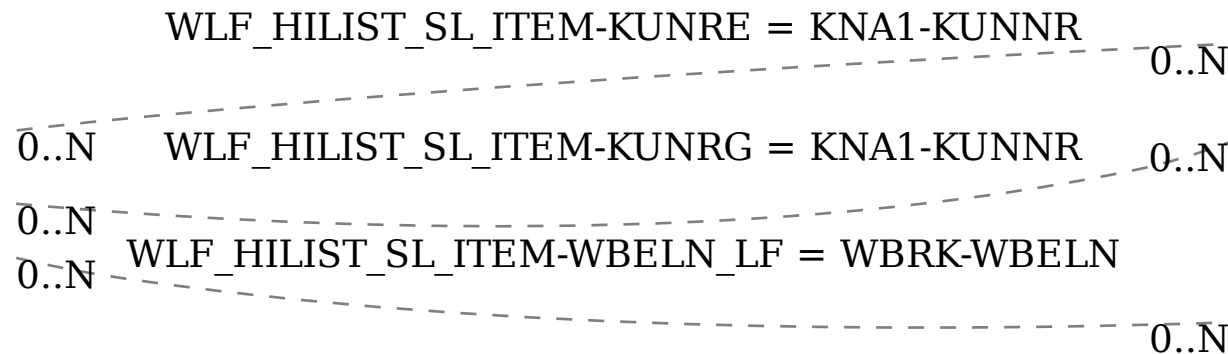 WLF_HILIST_SL_ITEM-KUNRE = KNA1-KUNNR
0..N
0..N
WLF_HILIST_SL_ITEM-KUNRG = KNA1-KUNNR
0..N
0..N
WLF_HILIST_SL_ITEM-WBELN_LF = WBRK-WBELN
0..N
0..N